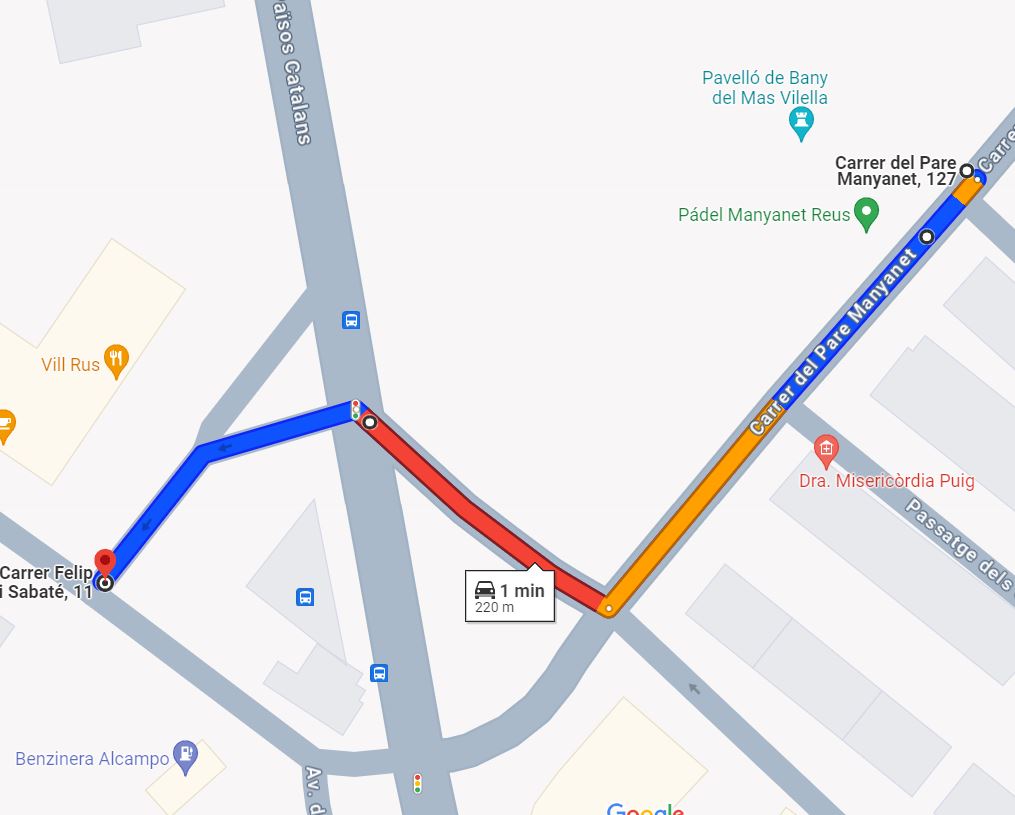 aïsos Catalans
Pavelló de Bany
del Mas Vilella
Carrer del Pare
Manyanet, 127
Carrer
Pádel Manyanet Reus
Carrer del Pare Manyanet
Vill Rus
Dra. Misericòrdia Puig
Passatge dels
Carrer Felip
i Sabaté, 11
1 min
220 m
Benzinera Alcampo
Av. d
Google